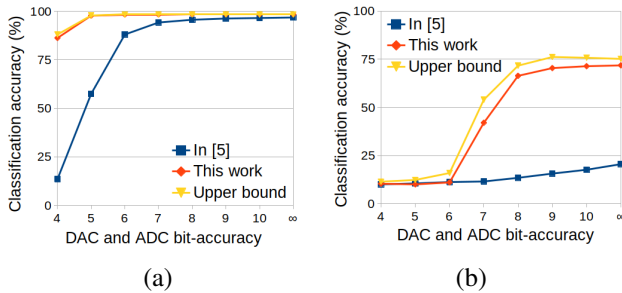 Classification accuracy (%)
100
75
50
25
0
4 5 6 7 8 9 10 ∞
In [5]
This work
Upper bound
DAC and ADC bit-accuracy
(a)
Classification accuracy (%)
100
75
50
25
0
4 5 6 7 8 9 10 ∞
In [5]
This work
Upper bound
DAC and ADC bit-accuracy
(b)